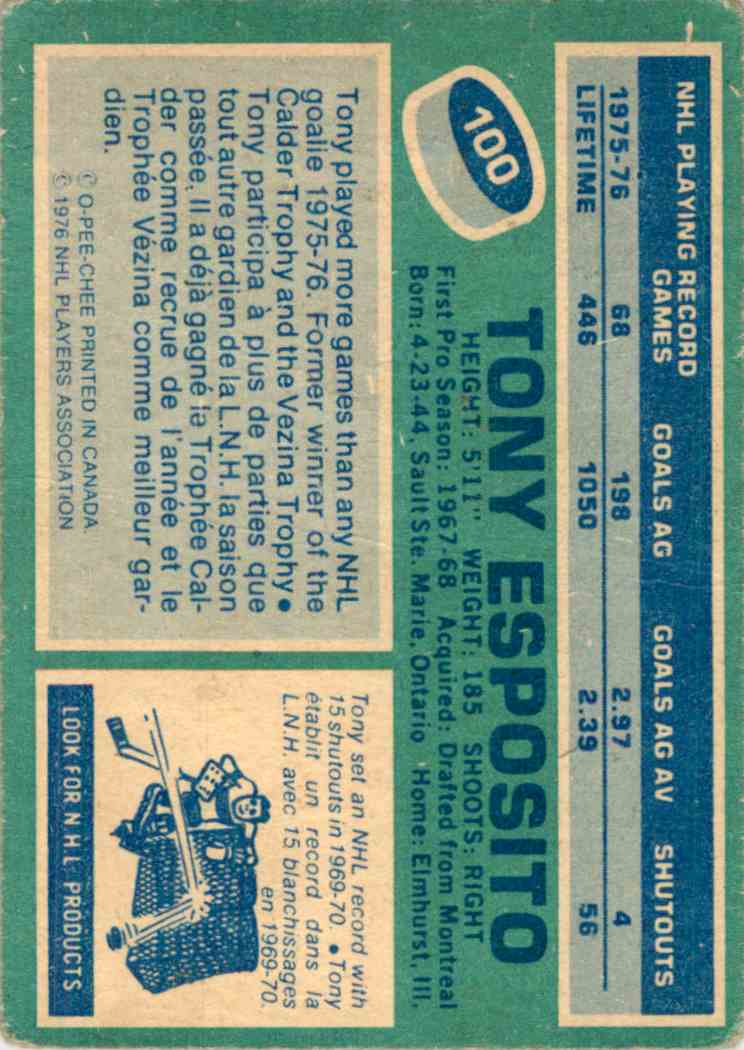 NHL PLAYING RECORD
GAMES GOALS AG GOALS AG AV SHUTOUTS
1975-76 68 198 2.97 4
LIFETIME 446 1050 2.39 56
100
TONY ESPOSITO
HEIGHT: 5'11" WEIGHT: 185 SHOOTS: RIGHT
First Pro Season: 1967-68 Acquired: Drafted from Montreal
Born: 4-23-44, Sault Ste. Marie, Ontario Home: Elmhurst, Ill.
Tony played more games than any NHL
goalie 1975-76. Former winner of the
Calder Trophy and the Vezina Trophy •
Tony participa à plus de parties que
tout autre gardien de la L.N.H. la saison
passée. Il a déjà gagné le Trophée Cal-
der comme recrue de l'année et le
Trophée Vézina comme meilleur gar-
dien.
© O-PEE-CHEE PRINTED IN CANADA.
© 1976 NHL PLAYERS ASSOCIATION
Tony set an NHL record with
15 shutouts in 1969-70. • Tony
établit un record dans la
L.N.H. avec 15 blanchissages
en 1969-70.
LOOK FOR N.H.L. PRODUCTS